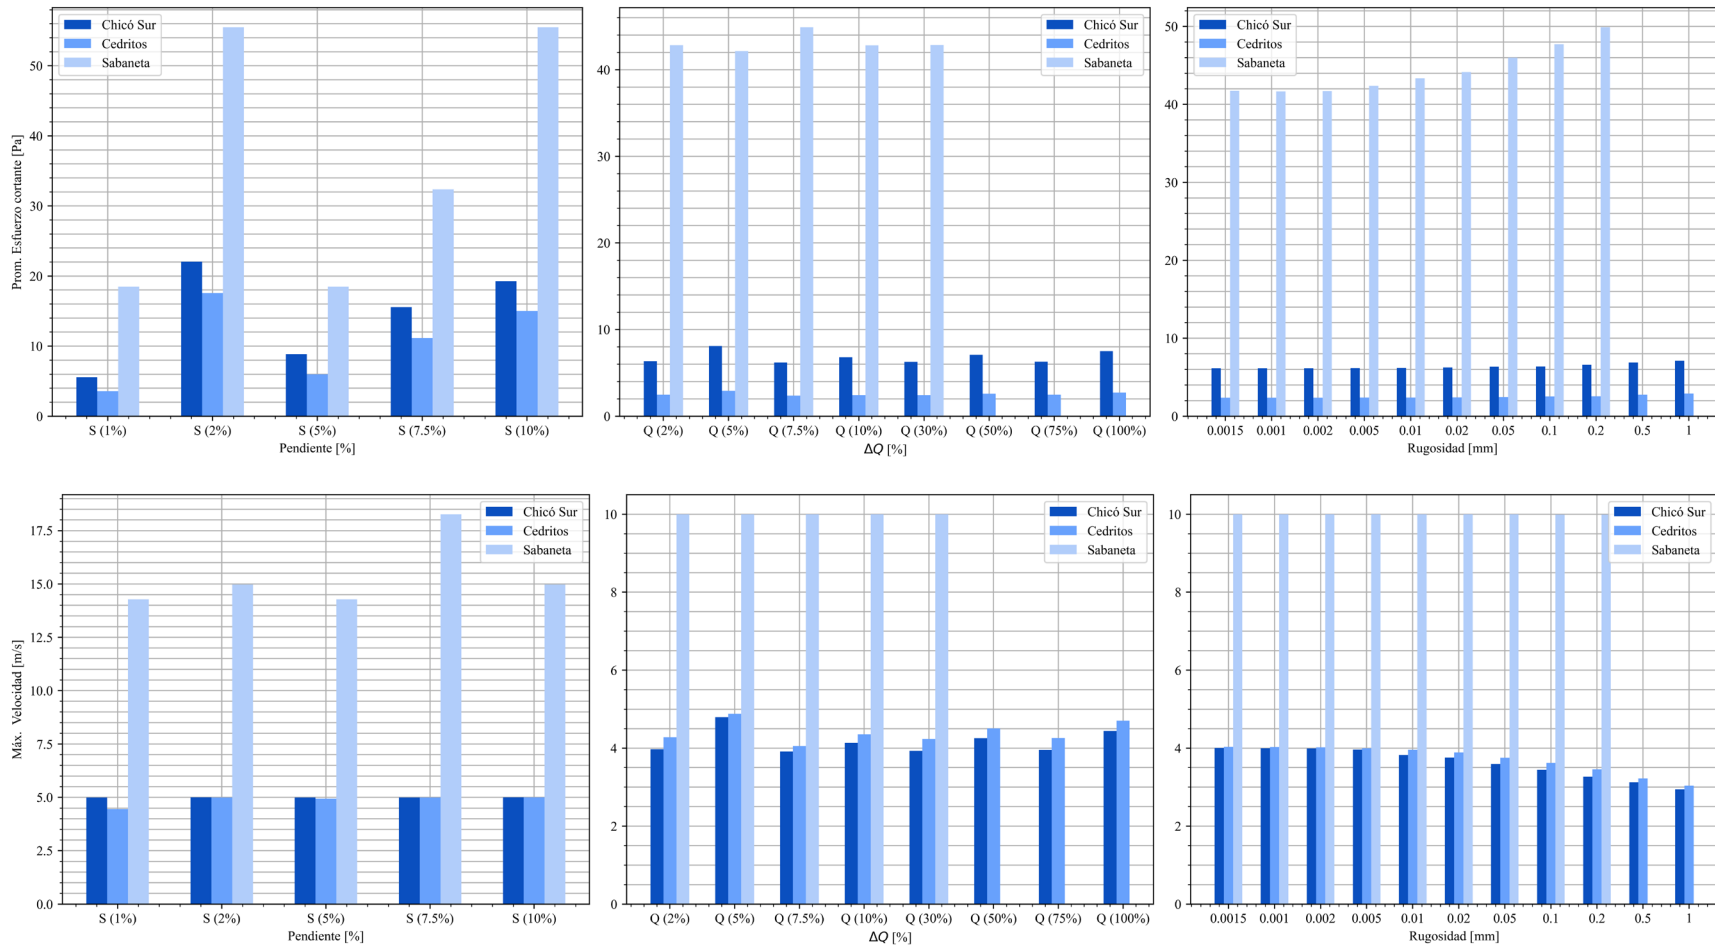 Chicó Sur
Cedritos
Sabaneta
Prom. Esfuerzo cortante [Pa]
50
40
30
20
10
0
S (1%) S (2%) S (5%) S (7.5%) S (10%)
Pendiente [%]
Chicó Sur
Cedritos
Sabaneta
40
30
20
10
0
Q (2%) Q (5%) Q (7.5%) Q (10%) Q (30%) Q (50%) Q (75%) Q (100%)
ΔQ [%]
Chicó Sur
Cedritos
Sabaneta
50
40
30
20
10
0
0.0015 0.001 0.002 0.005 0.01 0.02 0.05 0.1 0.2 0.5 1
Rugosidad [mm]
Chicó Sur
Cedritos
Sabaneta
Máx. Velocidad [m/s]
17.5
15.0
12.5
10.0
7.5
5.0
2.5
0.0
S (1%) S (2%) S (5%) S (7.5%) S (10%)
Pendiente [%]
Chicó Sur
Cedritos
Sabaneta
10
8
6
4
2
0
Q (2%) Q (5%) Q (7.5%) Q (10%) Q (30%) Q (50%) Q (75%) Q (100%)
ΔQ [%]
Chicó Sur
Cedritos
Sabaneta
10
8
6
4
2
0
0.0015 0.001 0.002 0.005 0.01 0.02 0.05 0.1 0.2 0.5 1
Rugosidad [mm]